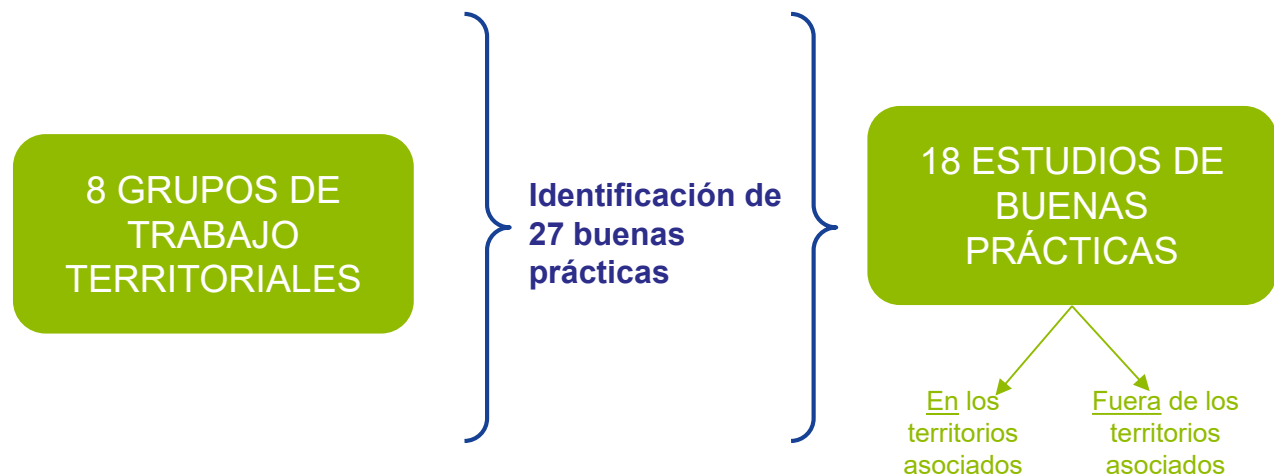 8 GRUPOS DE
TRABAJO
TERRITORIALES
Identificación de
27 buenas
prácticas
18 ESTUDIOS DE
BUENAS
PRÁCTICAS
En los
territorios
asociados
Fuera de los
territorios
asociados